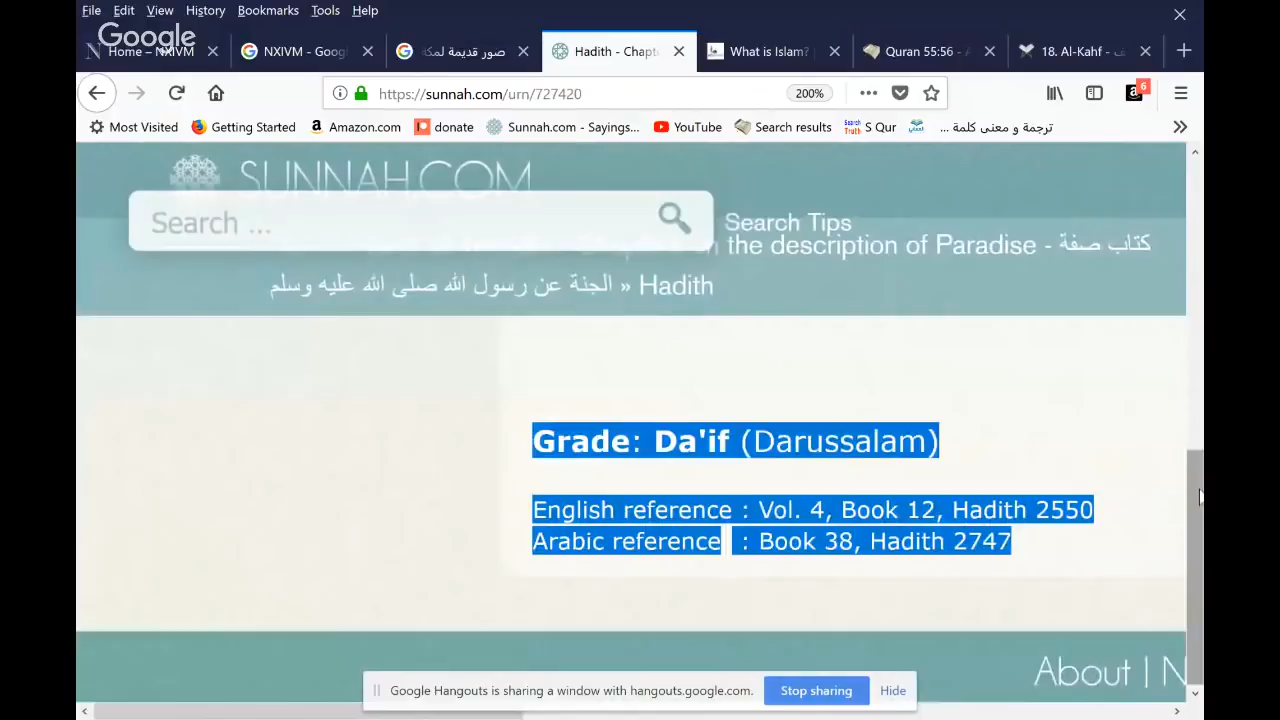 File Edit View History Bookmarks Tools Help
Google
Home – NXIVM
NXIVM - Goog
صور قديمة لمكة
Hadith - Chapt
What is Islam?
Quran 55:56 - A
18. Al-Kahf -
https://sunnah.com/urn/727420
200%
6
Most Visited Getting Started Amazon.com donate Sunnah.com - Sayings... YouTube Search results S Qur ترجمة و معنى كلمة ...
SUNNAH.COM
Search ...
Search Tips
the description of Paradise - كتاب صفة
الجنة عن رسول الله صلى الله عليه وسلم » Hadith
Grade: Da'if (Darussalam)
English reference : Vol. 4, Book 12, Hadith 2550
Arabic reference : Book 38, Hadith 2747
About | N
Google Hangouts is sharing a window with hangouts.google.com. Stop sharing Hide